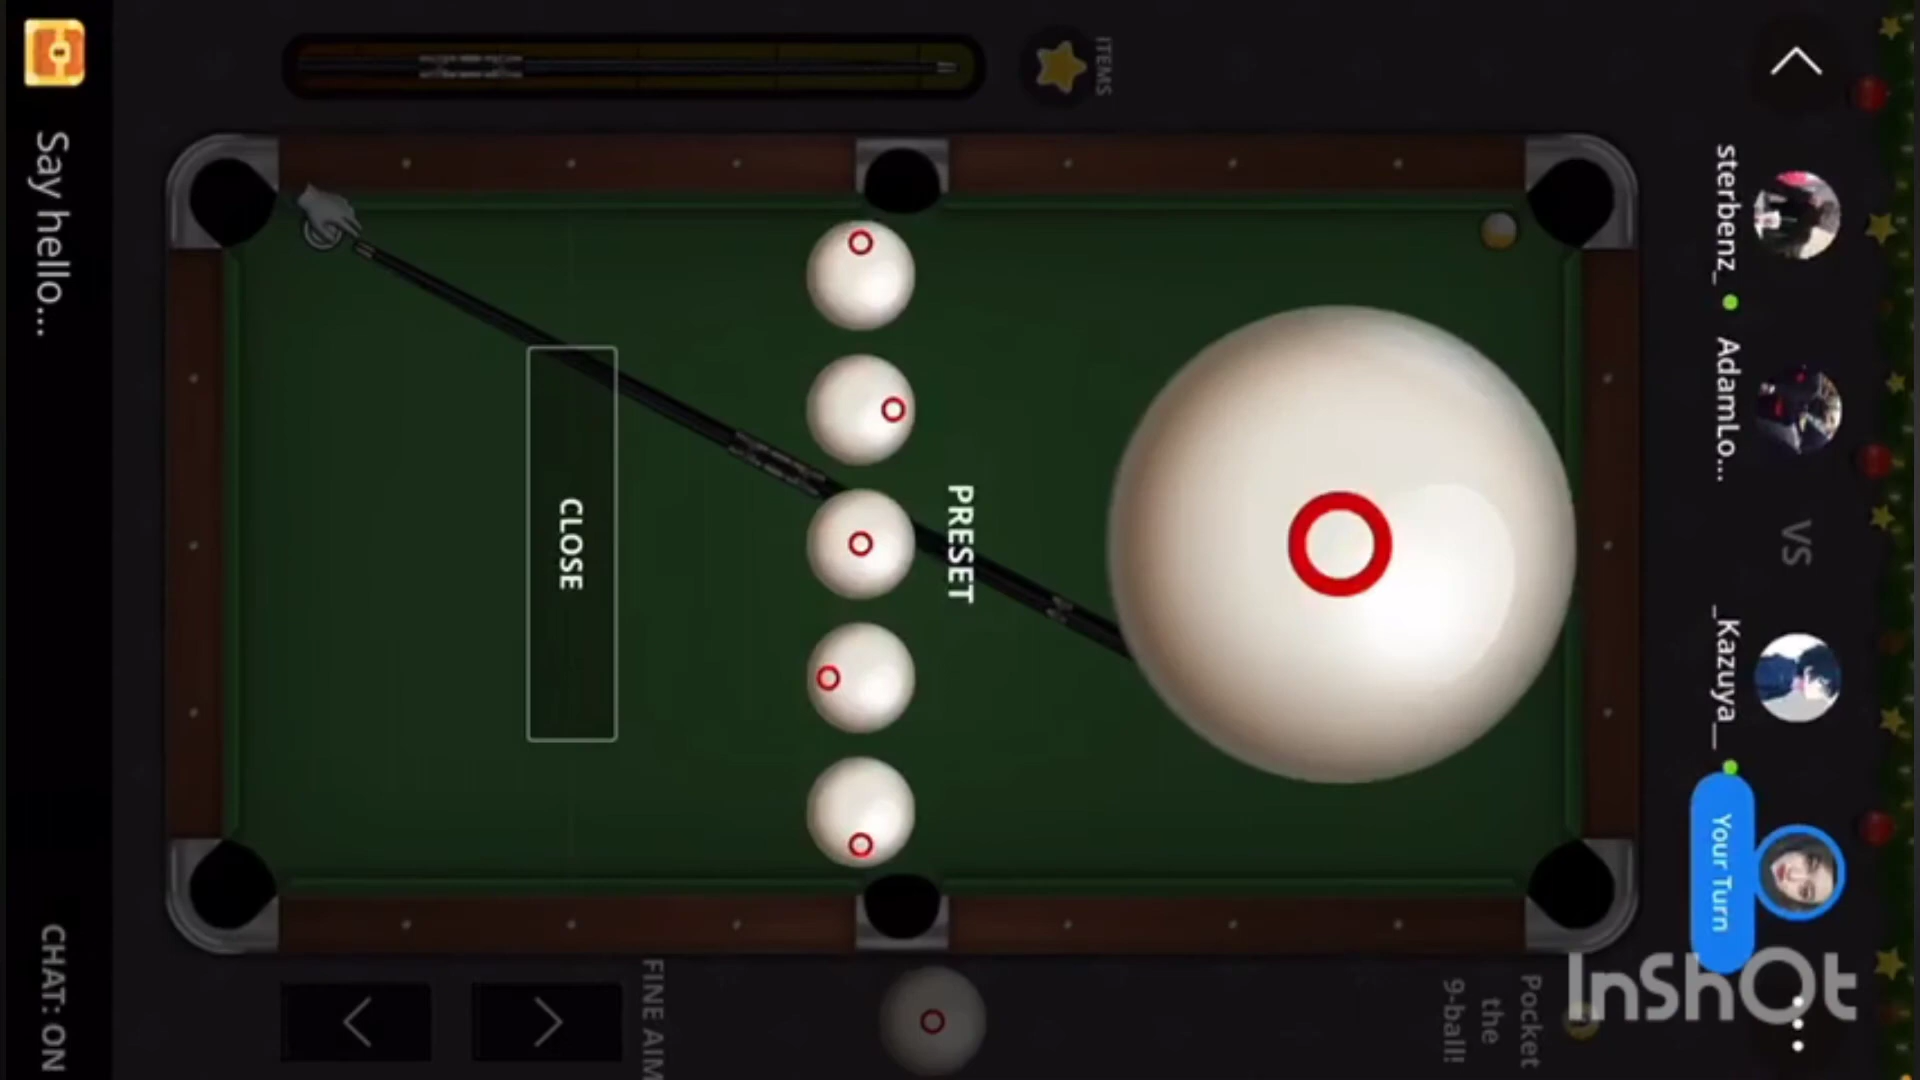 sterbenz_
AdamLo...
VS
_Kazuya__
Your Turn
ITEMS
PRESET
CLOSE
Pocket
the
9-ball!
FINE AIM
Say hello...
CHAT: ON
InShOt